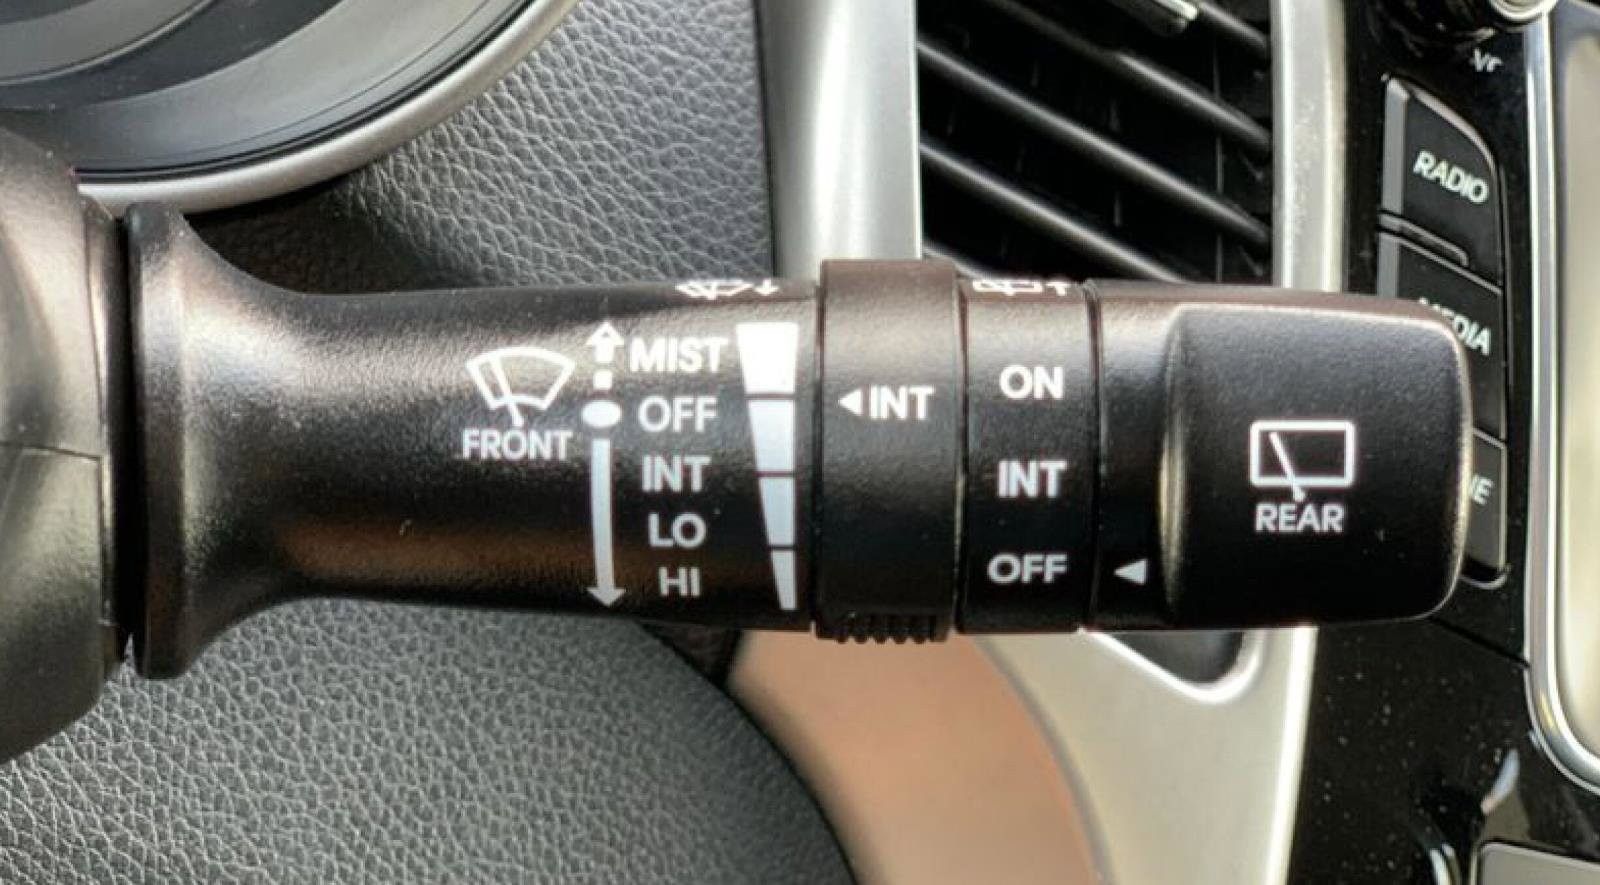 FRONT
MIST
OFF
INT
LO
HI
INT
ON
INT
OFF
REAR
RADIO